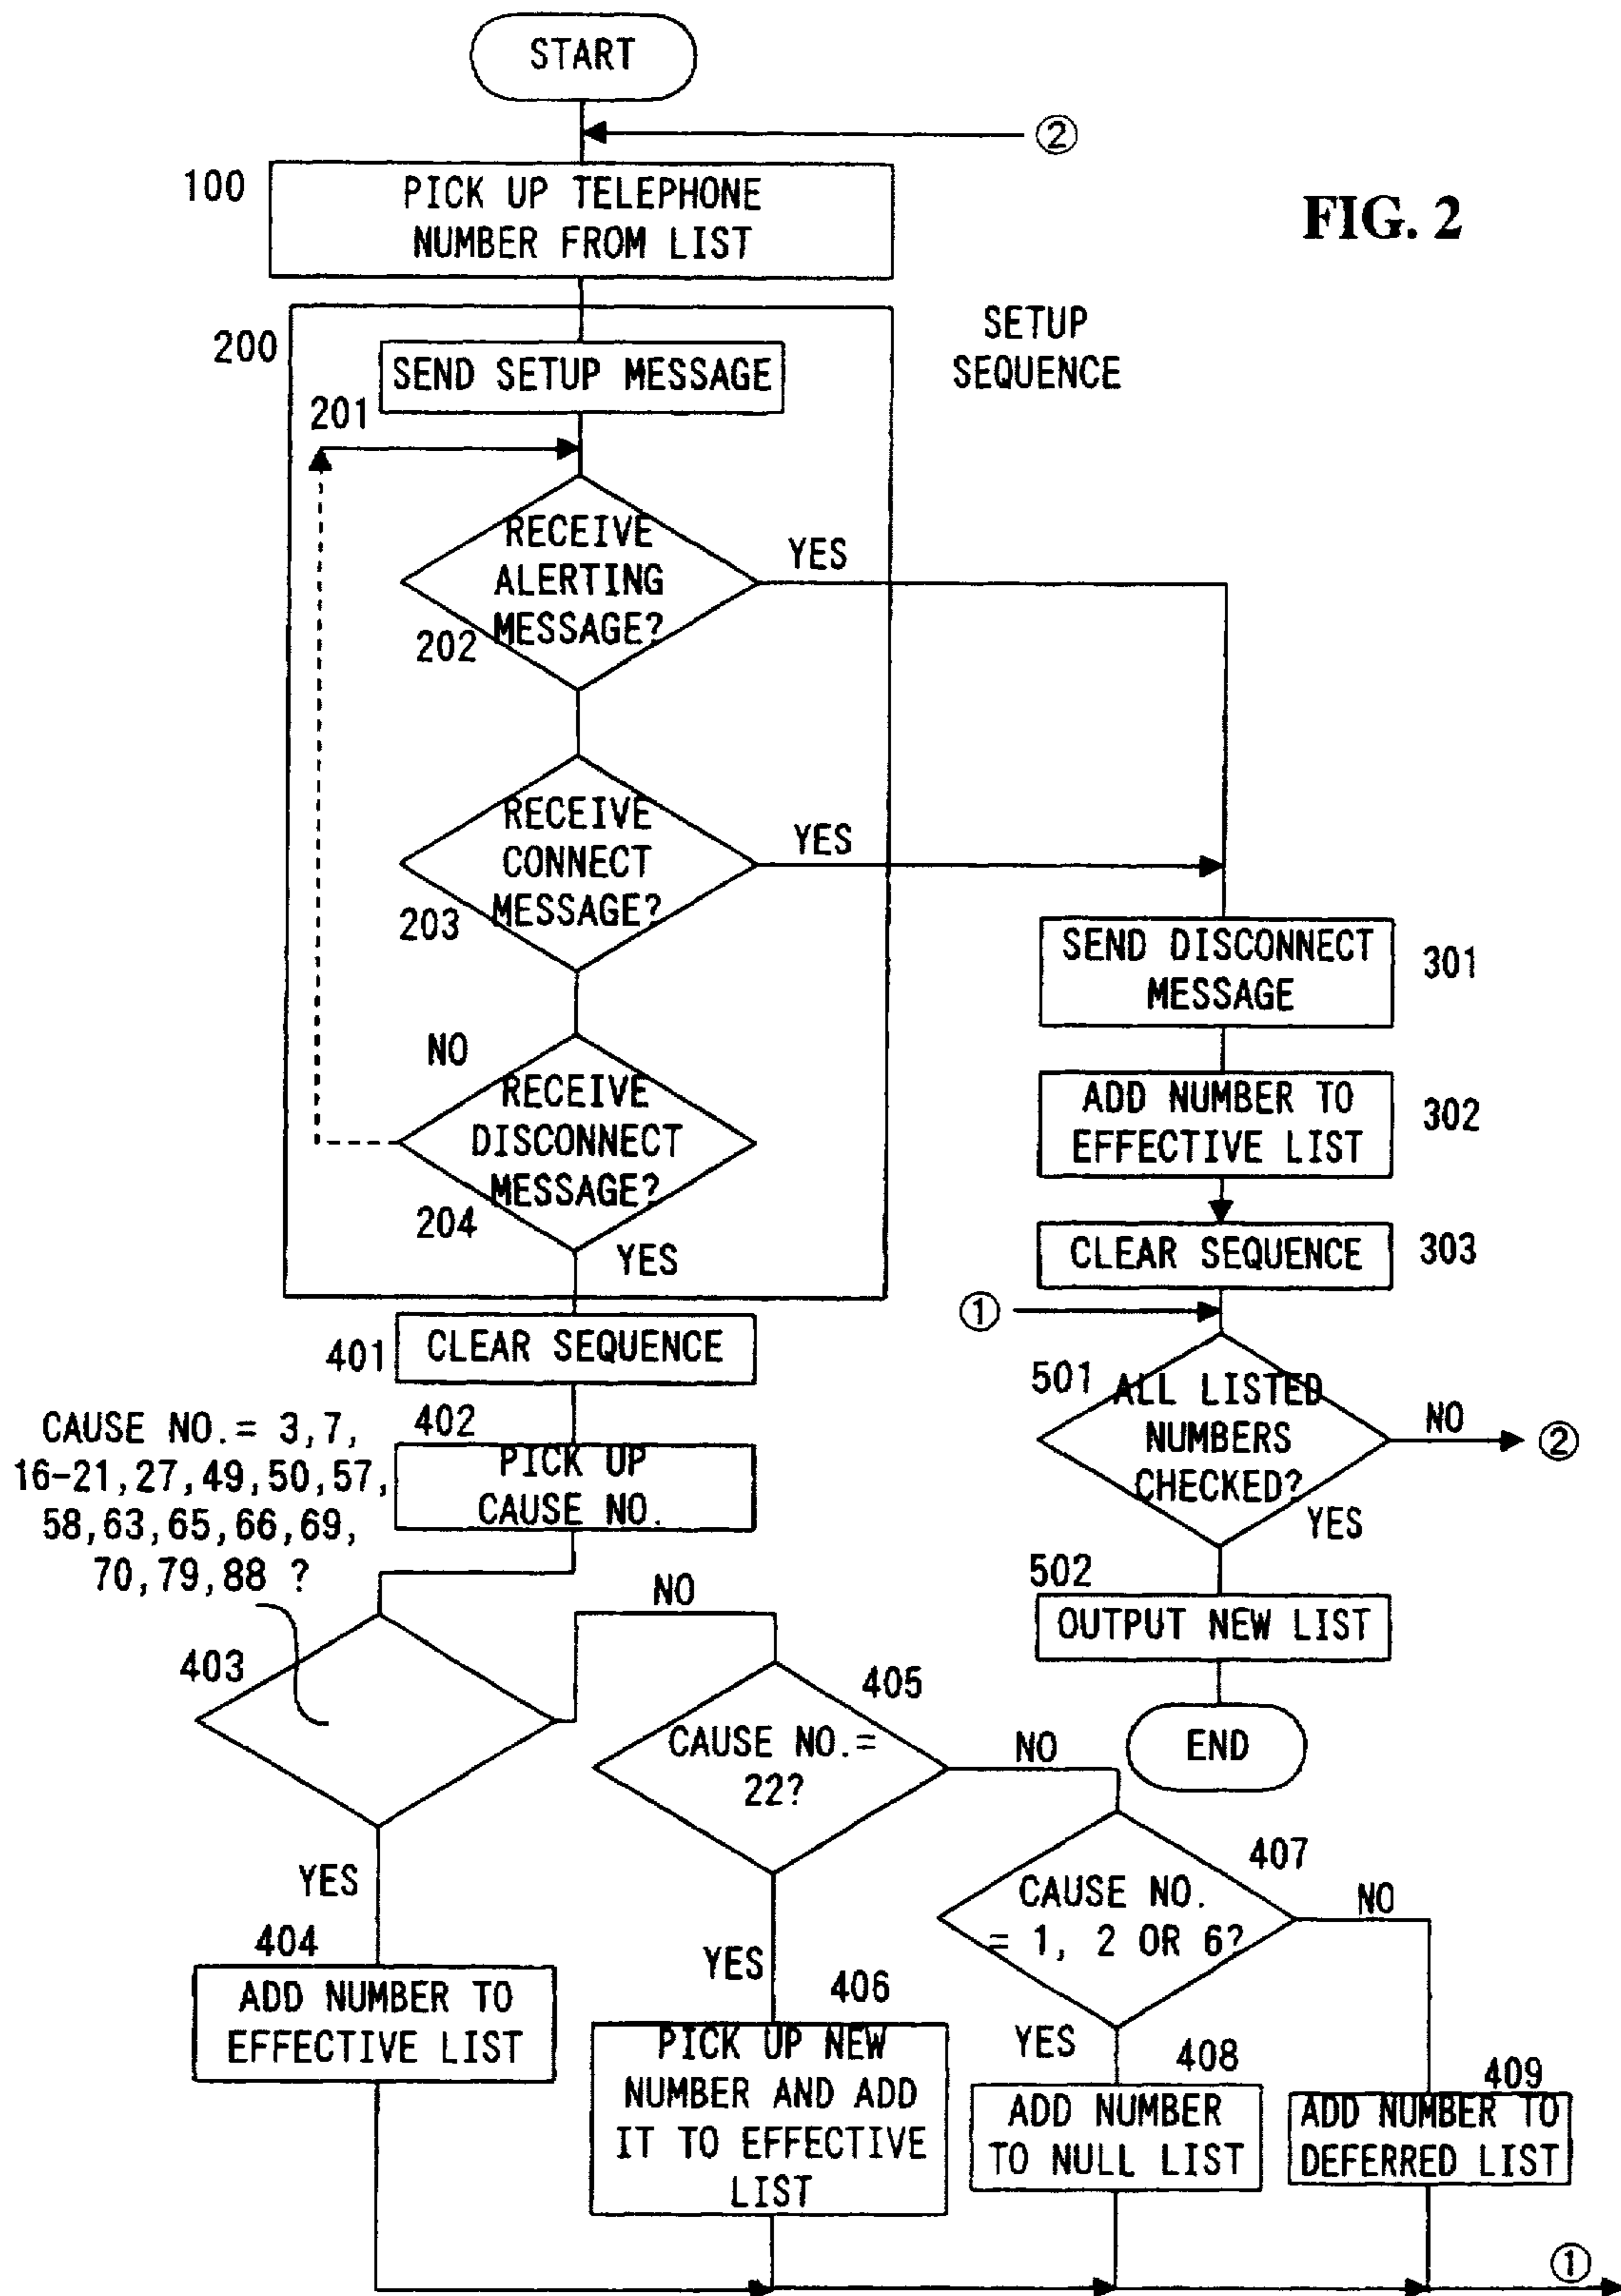 START
②
100
PICK UP TELEPHONE
NUMBER FROM LIST
FIG. 2
SETUP
SEQUENCE
200
SEND SETUP MESSAGE
201
RECEIVE
ALERTING
MESSAGE?
202
YES
RECEIVE
CONNECT
MESSAGE?
203
YES
SEND DISCONNECT
MESSAGE
301
NO
RECEIVE
DISCONNECT
MESSAGE?
204
YES
ADD NUMBER TO
EFFECTIVE LIST
302
CLEAR SEQUENCE
303
①
401
CLEAR SEQUENCE
501
ALL LISTED
NUMBERS
CHECKED?
NO
②
YES
402
PICK UP
CAUSE NO.
CAUSE NO.= 3,7,
16-21,27,49,50,57,
58,63,65,66,69,
70,79,88 ?
502
OUTPUT NEW LIST
END
403
NO
YES
405
CAUSE NO.=
22?
NO
YES
407
CAUSE NO.
= 1, 2 OR 6?
NO
YES
404
ADD NUMBER TO
EFFECTIVE LIST
406
PICK UP NEW
NUMBER AND ADD
IT TO EFFECTIVE
LIST
408
ADD NUMBER
TO NULL LIST
409
ADD NUMBER TO
DEFERRED LIST
①